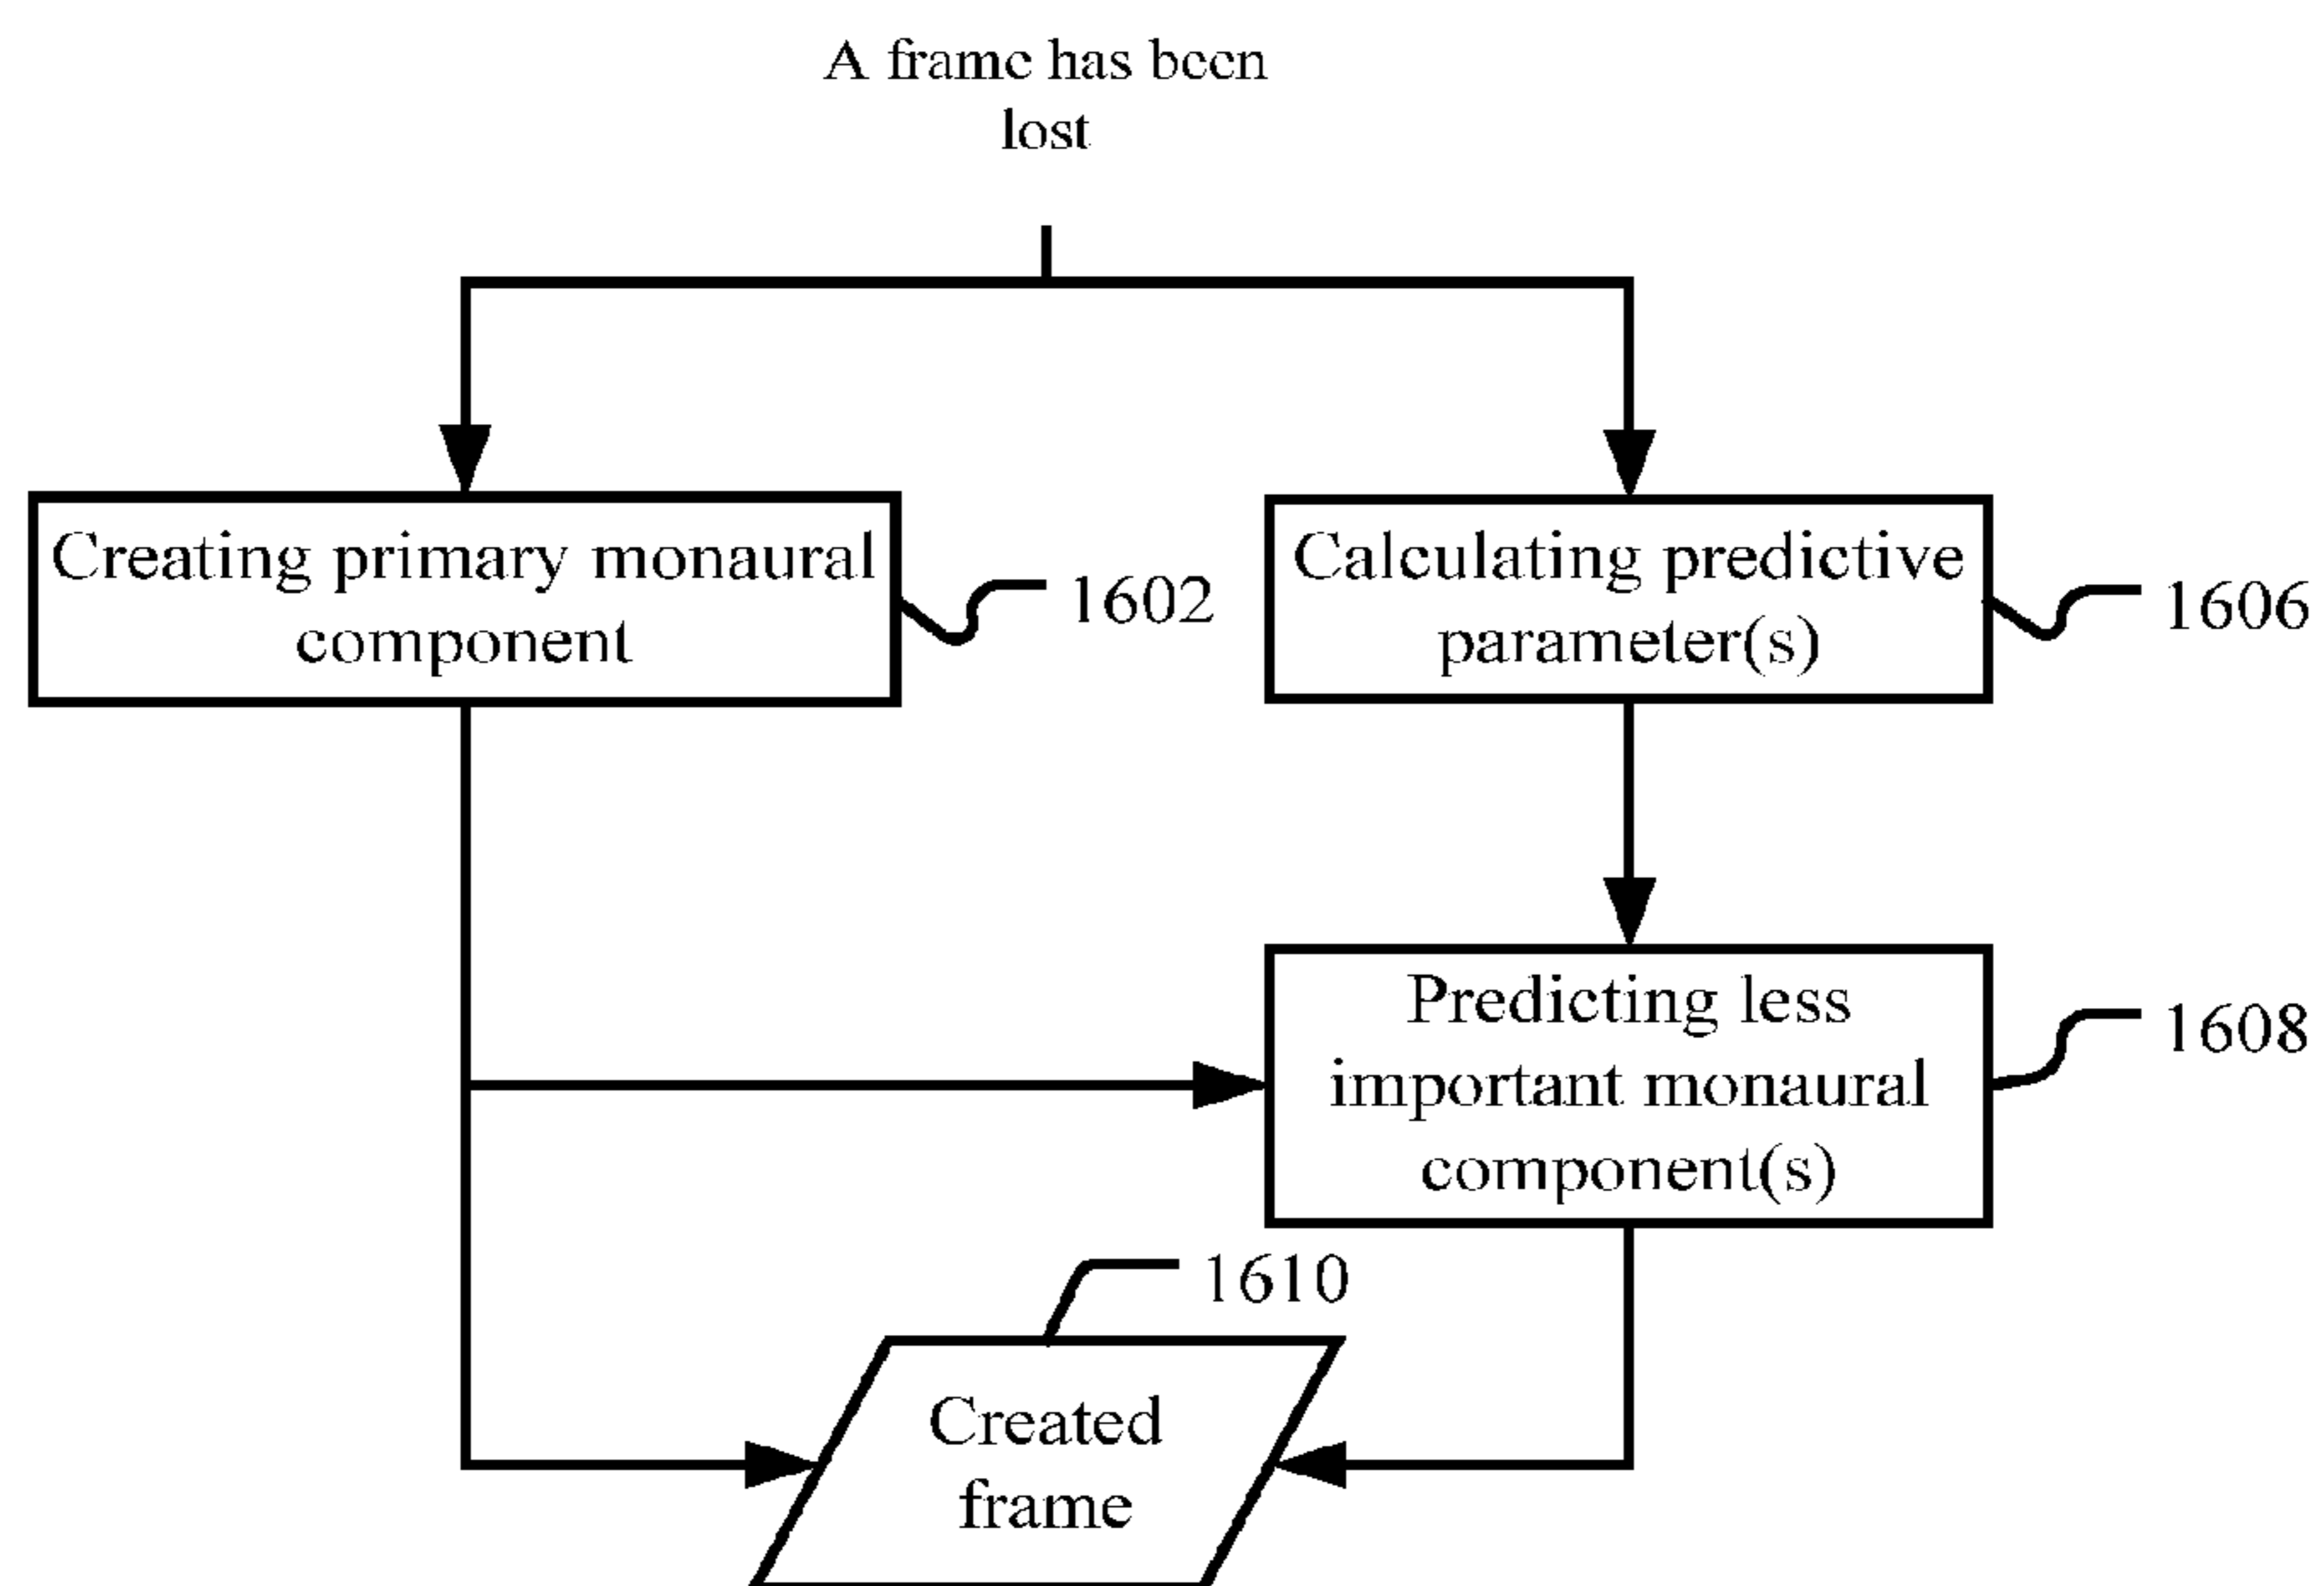 A frame has been
lost
Creating primary monaural
component
1602
Calculating predictive
parameter(s)
1606
Predicting less
important monaural
component(s)
1608
1610
Created
frame